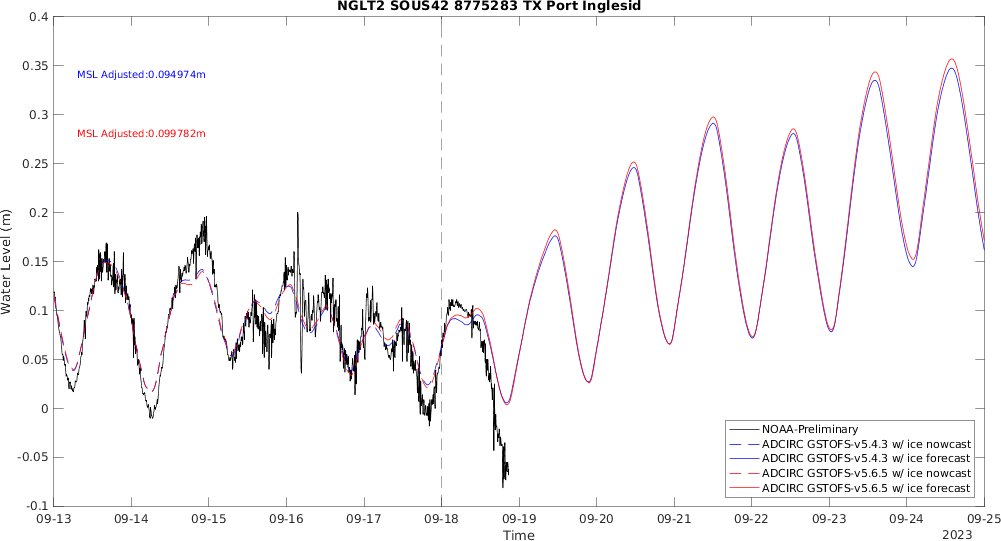 NGLT2 SOUS42 8775283 TX Port Inglesid
0.4
0.35
0.3
0.25
0.2
0.15
0.1
0.05
0
-0.05
-0.1
Water Level (m)
MSL Adjusted:0.094974m
MSL Adjusted:0.099782m
NOAA-Preliminary
ADCIRC GSTOFS-v5.4.3 w/ ice nowcast
ADCIRC GSTOFS-v5.4.3 w/ ice forecast
ADCIRC GSTOFS-v5.6.5 w/ ice nowcast
ADCIRC GSTOFS-v5.6.5 w/ ice forecast
09-13 09-14 09-15 09-16 09-17 09-18 09-19 09-20 09-21 09-22 09-23 09-24 09-25
Time
2023